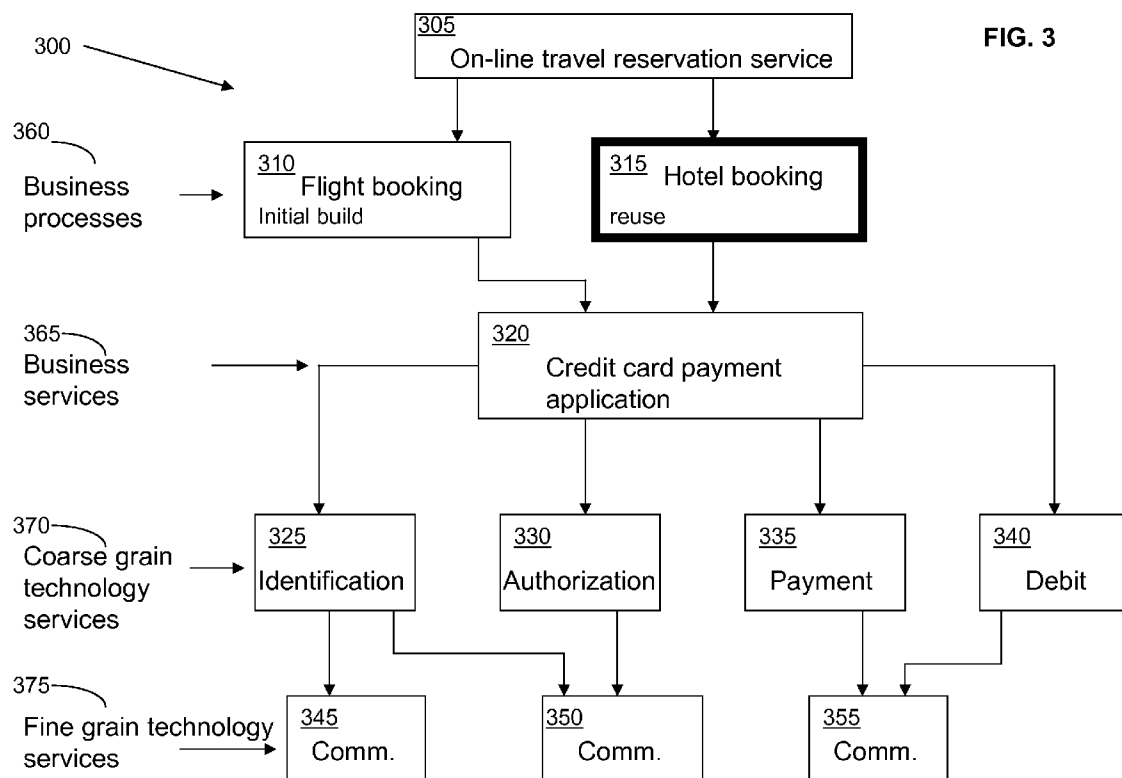 FIG. 3
300
305
On-line travel reservation service
360
Business
processes
310
Flight booking
Initial build
315
Hotel booking
reuse
365
Business
services
320
Credit card payment
application
370
Coarse grain
technology
services
325
Identification
330
Authorization
335
Payment
340
Debit
375
Fine grain technology
services
345
Comm.
350
Comm.
355
Comm.